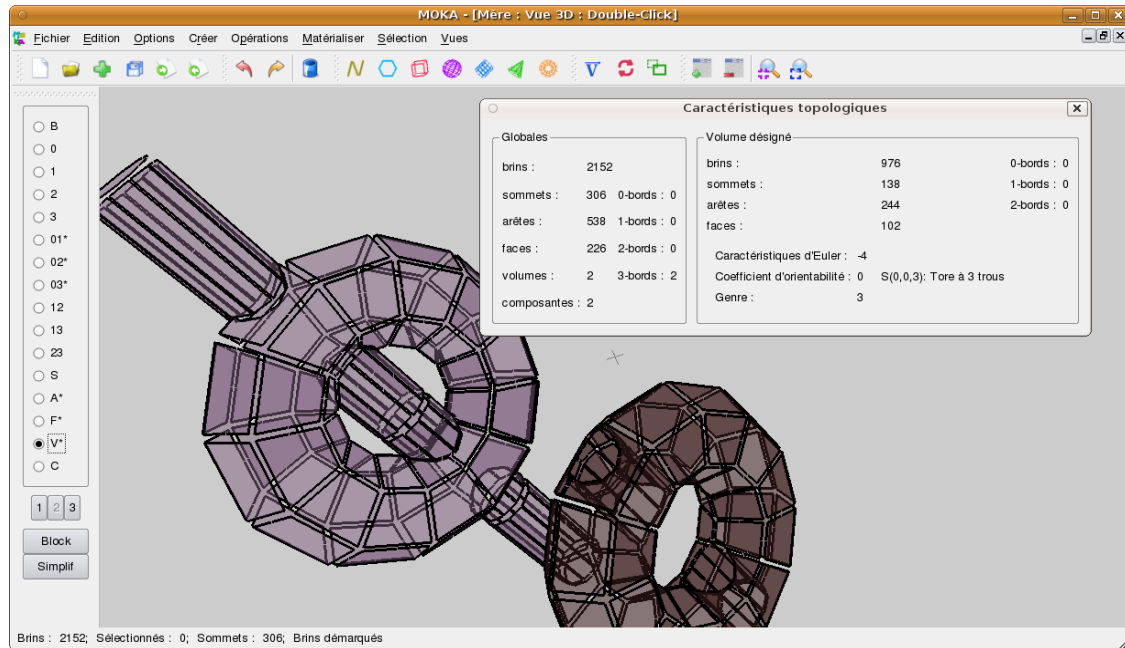 MOKA - [Mère : Vue 3D : Double-Click]
Fichier Edition Options Créer Opérations Matérialiser Sélection Vues
V
Caractéristiques topologiques
Globales
brins : 2152
sommets : 306 0-bords : 0
arêtes : 538 1-bords : 0
faces : 226 2-bords : 0
volumes : 2 3-bords : 2
composantes : 2
Volume désigné
brins : 976 0-bords : 0
sommets : 138 1-bords : 0
arêtes : 244 2-bords : 0
faces : 102
Caractéristiques d'Euler : -4
Coefficient d'orientabilité : 0 S(0,0,3): Tore à 3 trous
Genre : 3
B
0
1
2
3
01*
02*
03*
12
13
23
S
A*
F*
V*
C
1 2 3
Block
Simplif
Brins : 2152; Sélectionnés : 0; Sommets : 306; Brins démarqués